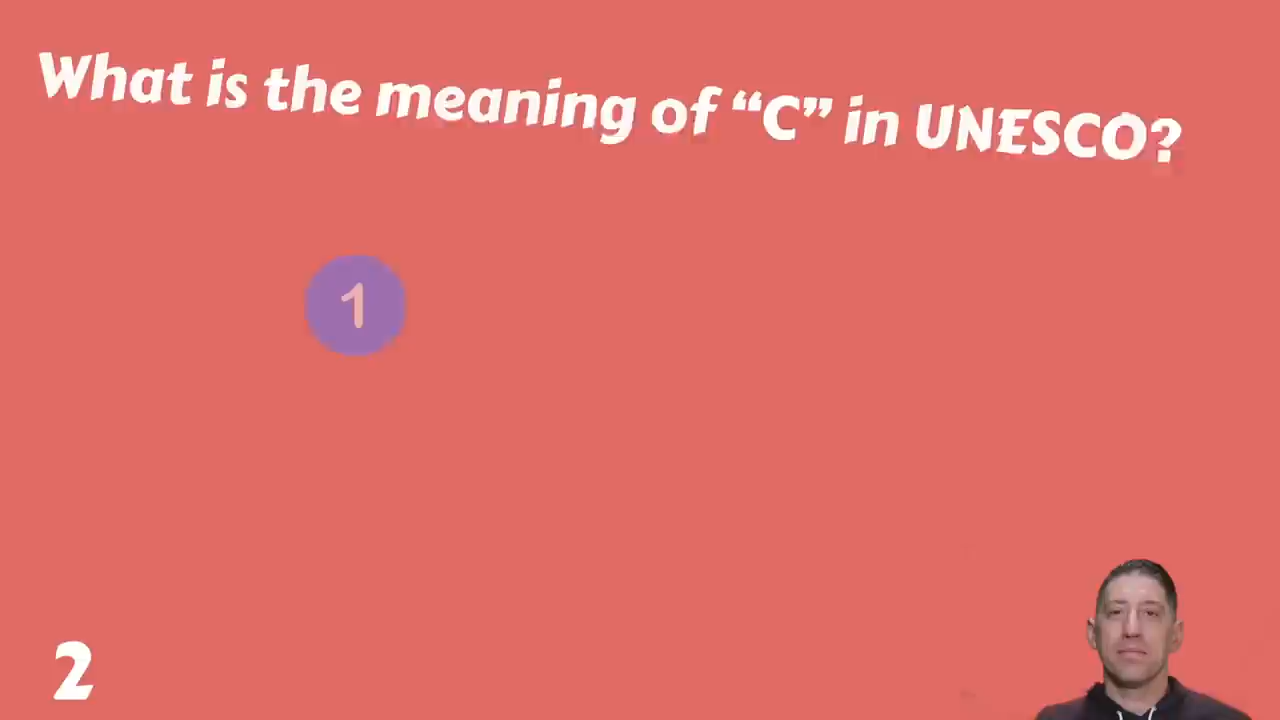 What is the meaning of “C” in UNESCO?
1
2